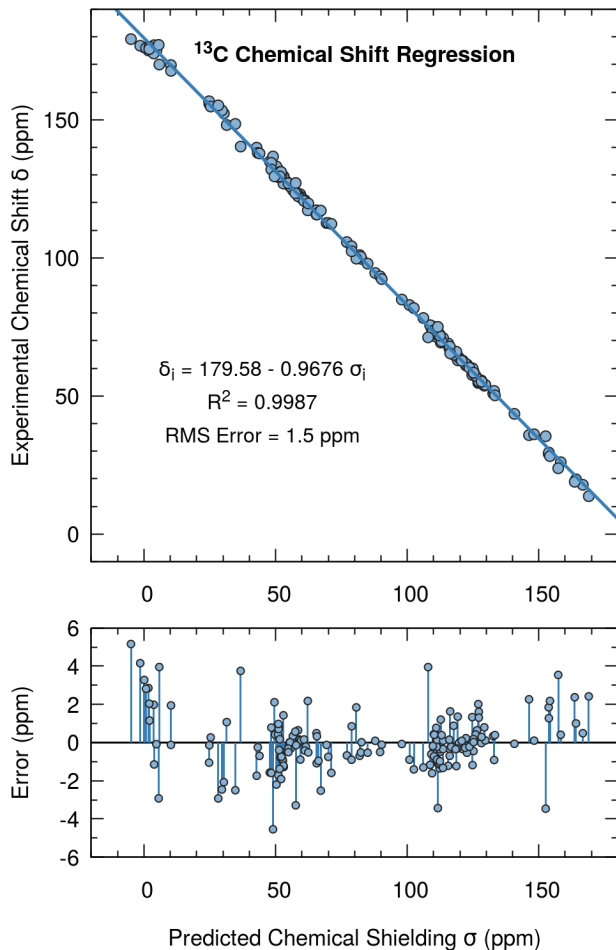 ¹³C Chemical Shift Regression
150
100
50
0
Experimental Chemical Shift δ (ppm)
δᵢ = 179.58 - 0.9676 σᵢ
R² = 0.9987
RMS Error = 1.5 ppm
0 50 100 150
6
4
2
0
-2
-4
-6
Error (ppm)
0 50 100 150
Predicted Chemical Shielding σ (ppm)